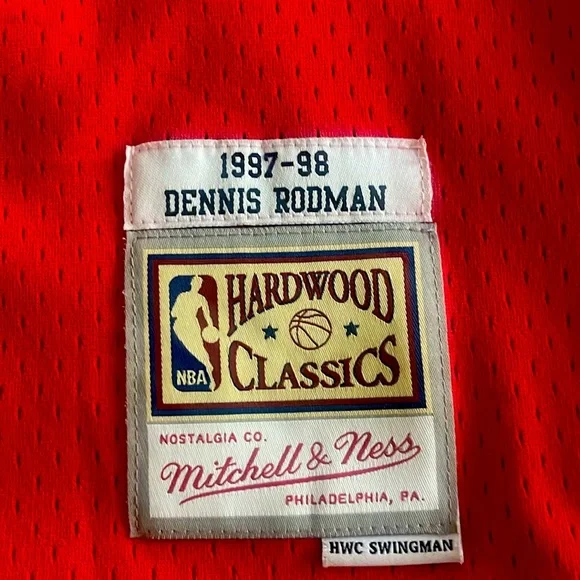 1997-98
DENNIS RODMAN
HARDWOOD
CLASSICS
NBA
NOSTALGIA CO.
Mitchell & Ness
PHILADELPHIA, PA.
HWC SWINGMAN